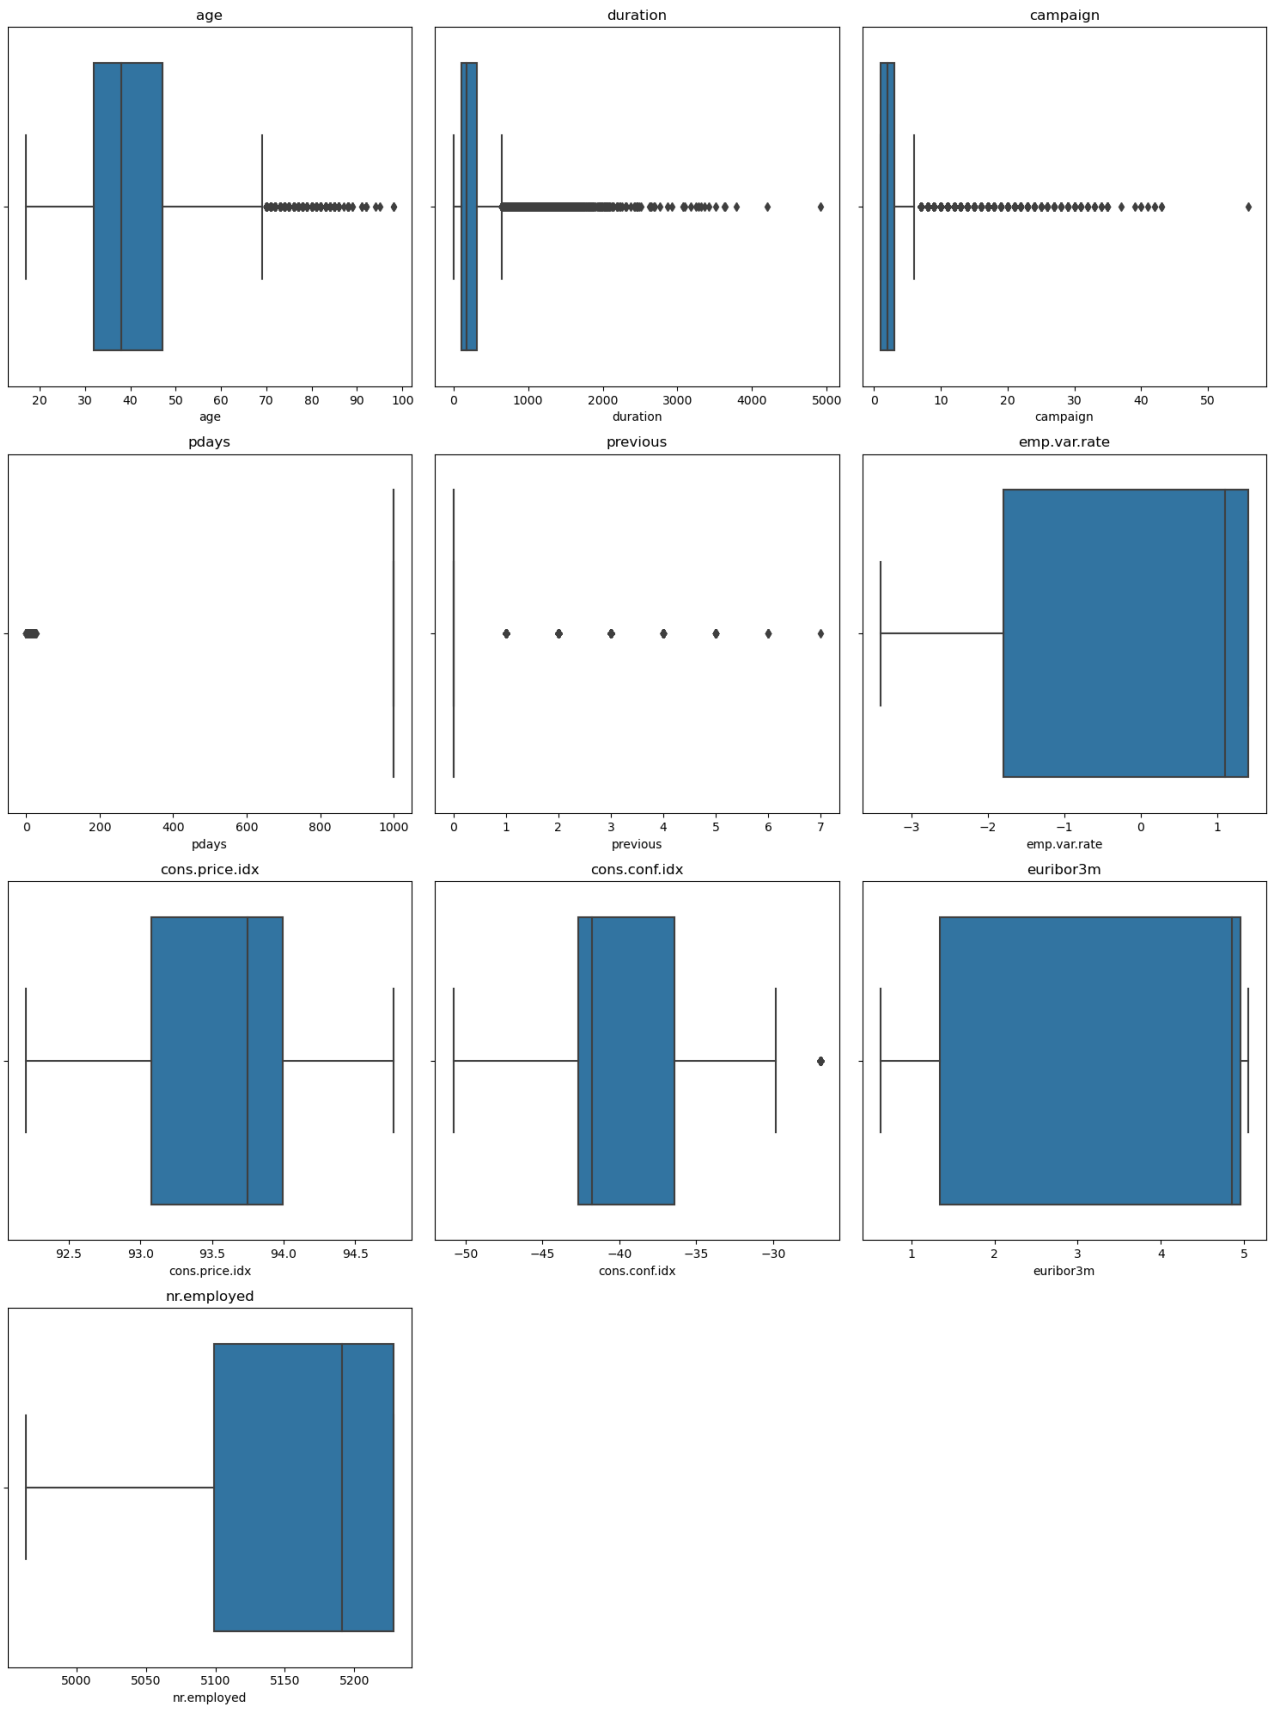 age duration campaign
20 30 40 50 60 70 80 90 100 0 1000 2000 3000 4000 5000 0 10 20 30 40 50
age duration campaign
pdays previous emp.var.rate
0 200 400 600 800 1000 0 1 2 3 4 5 6 7 −3 −2 −1 0 1
pdays previous emp.var.rate
cons.price.idx cons.conf.idx euribor3m
92.5 93.0 93.5 94.0 94.5 −50 −45 −40 −35 −30 1 2 3 4 5
cons.price.idx cons.conf.idx euribor3m
nr.employed
5000 5050 5100 5150 5200
nr.employed